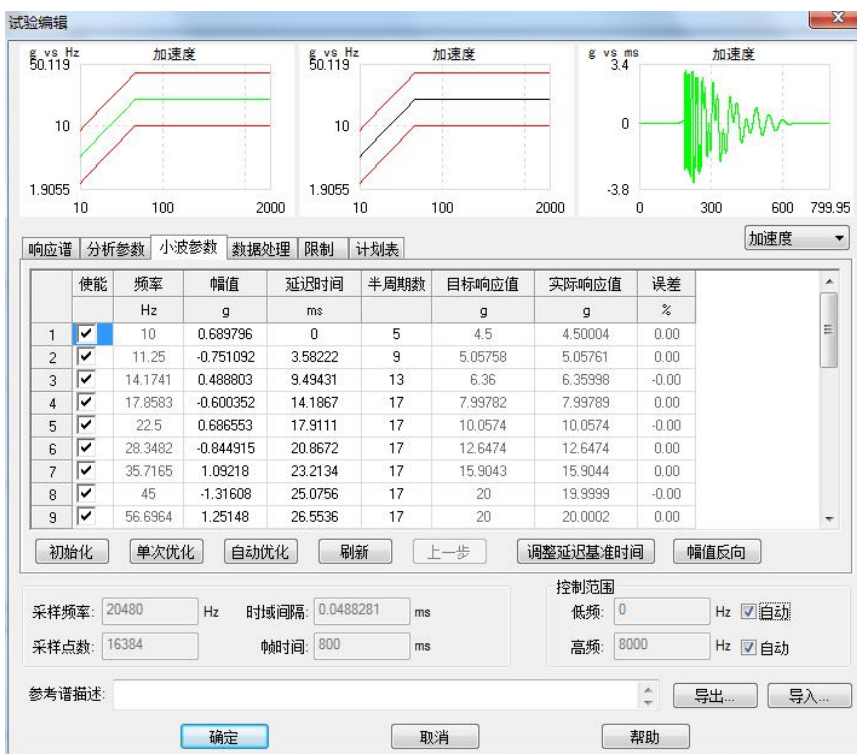 试验编辑
g vs Hz 加速度 g vs Hz 加速度 g vs ms 加速度
50.119 50.119 3.4
10 10 0
1.9055 1.9055 -3.8
10 100 2000 10 100 2000 0 300 600 799.95
加速度
响应谱 分析参数 小波参数 数据处理 限制 计划表
使能 频率 幅值 延迟时间 半周期数 目标响应值 实际响应值 误差
Hz g ms g g %
1 10 0.689796 0 5 4.5 4.50004 0.00
2 11.25 -0.751092 3.58222 9 5.05758 5.05761 0.00
3 14.1741 0.488803 9.49431 13 6.36 6.35998 -0.00
4 17.8583 -0.600352 14.1867 17 7.99782 7.99789 0.00
5 22.5 0.686553 17.9111 17 10.0574 10.0574 -0.00
6 28.3482 -0.844915 20.8672 17 12.6474 12.6474 0.00
7 35.7165 1.09218 23.2134 17 15.9043 15.9044 0.00
8 45 -1.31608 25.0756 17 20 19.9999 -0.00
9 56.6964 1.25148 26.5536 17 20 20.0002 0.00
初始化 单次优化 自动优化 刷新 上一步 调整延迟基准时间 幅值反向
控制范围
采样频率: 20480 Hz 时域间隔: 0.0488281 ms 低频: 0 Hz 自动
采样点数: 16384 帧时间: 800 ms 高频: 8000 Hz 自动
参考谱描述: 导出... 导入...
确定 取消 帮助